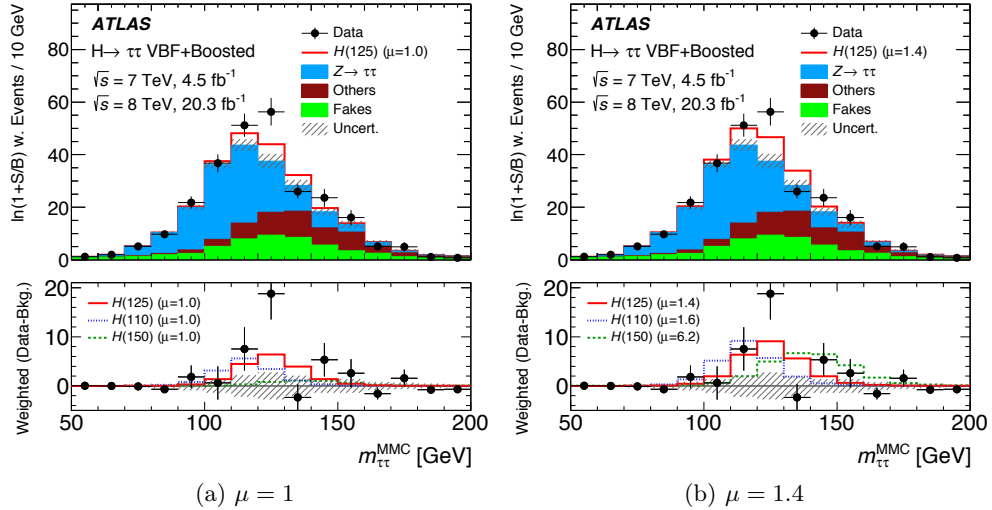 ATLAS
H→ ττ VBF+Boosted
√s = 7 TeV, 4.5 fb⁻¹
√s = 8 TeV, 20.3 fb⁻¹
Data
H(125) (μ=1.0)
Z→ ττ
Others
Fakes
Uncert.
ln(1+S/B) w. Events / 10 GeV
80
60
40
20
0
Weighted (Data-Bkg.)
20
10
0
H(125) (μ=1.0)
H(110) (μ=1.0)
H(150) (μ=1.0)
50 100 150 200
m_ττ^MMC [GeV]
(a) μ = 1
ATLAS
H→ ττ VBF+Boosted
√s = 7 TeV, 4.5 fb⁻¹
√s = 8 TeV, 20.3 fb⁻¹
Data
H(125) (μ=1.4)
Z→ ττ
Others
Fakes
Uncert.
ln(1+S/B) w. Events / 10 GeV
80
60
40
20
0
Weighted (Data-Bkg.)
20
10
0
H(125) (μ=1.4)
H(110) (μ=1.6)
H(150) (μ=6.2)
50 100 150 200
m_ττ^MMC [GeV]
(b) μ = 1.4